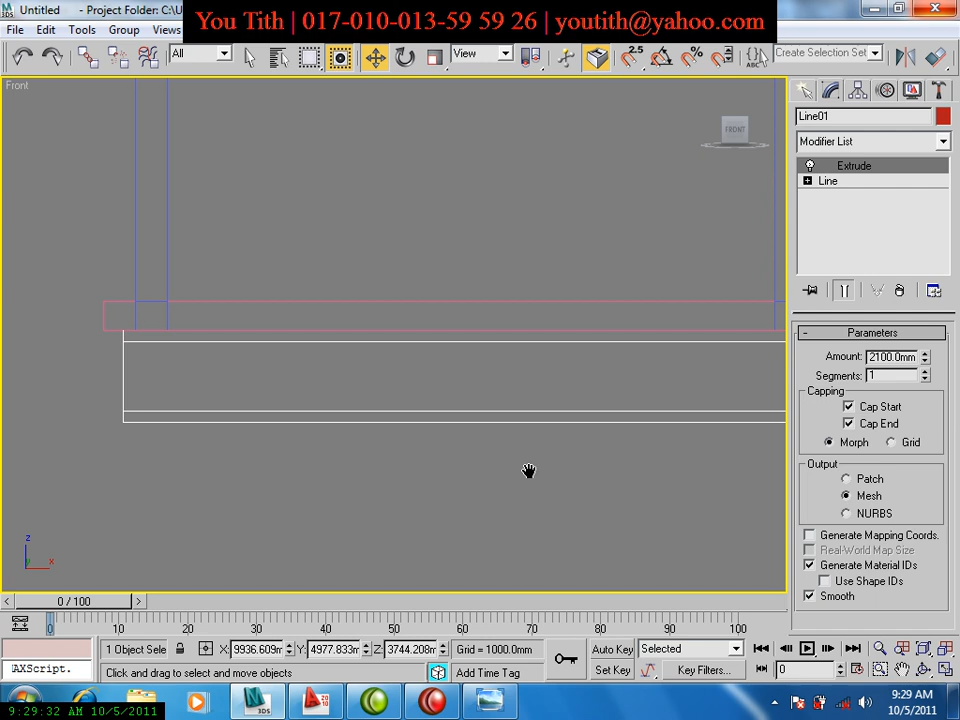 Untitled - Project Folder: C:\U
You Tith | 017-010-013-59 59 26 | youtith@yahoo.com
File Edit Tools Group Views
All
View
2.5
Create Selection Set
Front
FRONT
Line01
Modifier List
Extrude
Line
Parameters
Amount: 2100.0mm
Segments: 1
Capping
Cap Start
Cap End
Morph Grid
Output
Patch
Mesh
NURBS
Generate Mapping Coords.
Real-World Map Size
Generate Material IDs
Use Shape IDs
Smooth
z
x
0 / 100
0 10 20 30 40 50 60 70 80 90 100
1 Object Sele X: 9936.609m Y: 4977.833m Z: 3744.208m Grid = 1000.0mm Auto Key Selected
MAXScript. Click and drag to select and move objects Add Time Tag Set Key Key Filters... 0
9:29:32 AM 10/5/2011
9:29 AM
10/5/2011